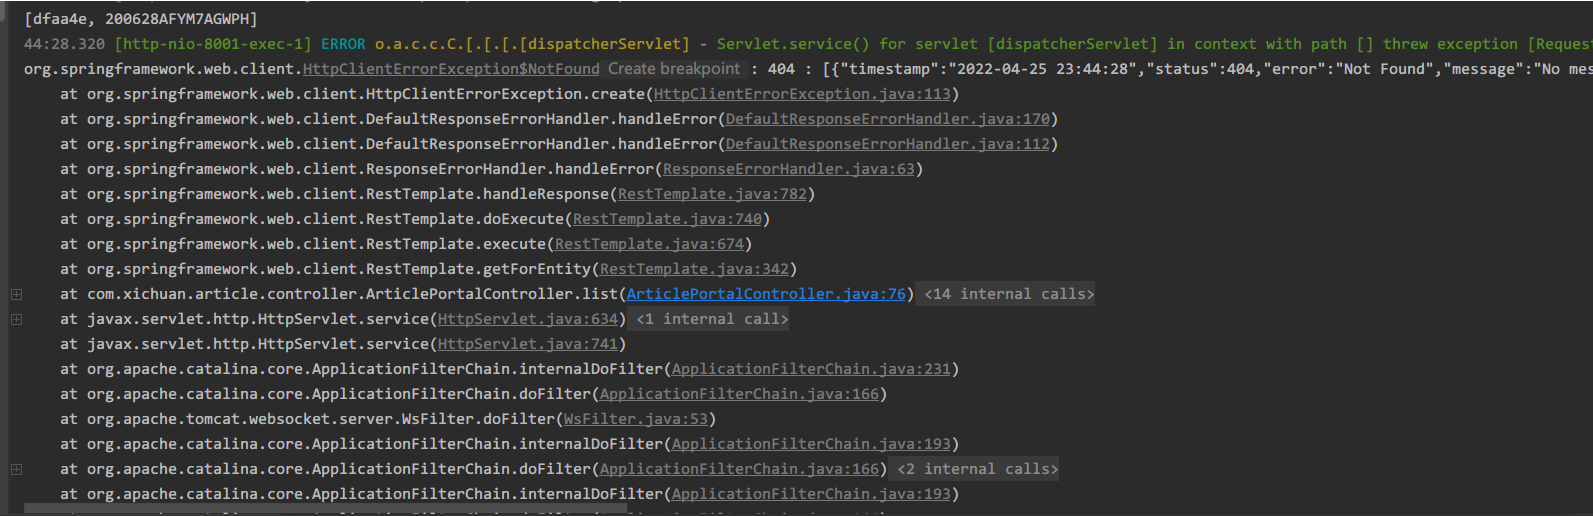 [dfaa4e, 200628AFYM7AGWPH]
44:28.320 [http-nio-8001-exec-1] ERROR o.a.c.c.C.[.[.[.[dispatcherServlet] - Servlet.service() for servlet [dispatcherServlet] in context with path [] threw exception [Reques
org.springframework.web.client.HttpClientErrorException$NotFound Create breakpoint : 404 : [{"timestamp":"2022-04-25 23:44:28","status":404,"error":"Not Found","message":"No mes
at org.springframework.web.client.HttpClientErrorException.create(HttpClientErrorException.java:113)
at org.springframework.web.client.DefaultResponseErrorHandler.handleError(DefaultResponseErrorHandler.java:170)
at org.springframework.web.client.DefaultResponseErrorHandler.handleError(DefaultResponseErrorHandler.java:112)
at org.springframework.web.client.ResponseErrorHandler.handleError(ResponseErrorHandler.java:63)
at org.springframework.web.client.RestTemplate.handleResponse(RestTemplate.java:782)
at org.springframework.web.client.RestTemplate.doExecute(RestTemplate.java:740)
at org.springframework.web.client.RestTemplate.execute(RestTemplate.java:674)
at org.springframework.web.client.RestTemplate.getForEntity(RestTemplate.java:342)
at com.xichuan.article.controller.ArticlePortalController.list(ArticlePortalController.java:76) <14 internal calls>
at javax.servlet.http.HttpServlet.service(HttpServlet.java:634) <1 internal call>
at javax.servlet.http.HttpServlet.service(HttpServlet.java:741)
at org.apache.catalina.core.ApplicationFilterChain.internalDoFilter(ApplicationFilterChain.java:231)
at org.apache.catalina.core.ApplicationFilterChain.doFilter(ApplicationFilterChain.java:166)
at org.apache.tomcat.websocket.server.WsFilter.doFilter(WsFilter.java:53)
at org.apache.catalina.core.ApplicationFilterChain.internalDoFilter(ApplicationFilterChain.java:193)
at org.apache.catalina.core.ApplicationFilterChain.doFilter(ApplicationFilterChain.java:166) <2 internal calls>
at org.apache.catalina.core.ApplicationFilterChain.internalDoFilter(ApplicationFilterChain.java:193)